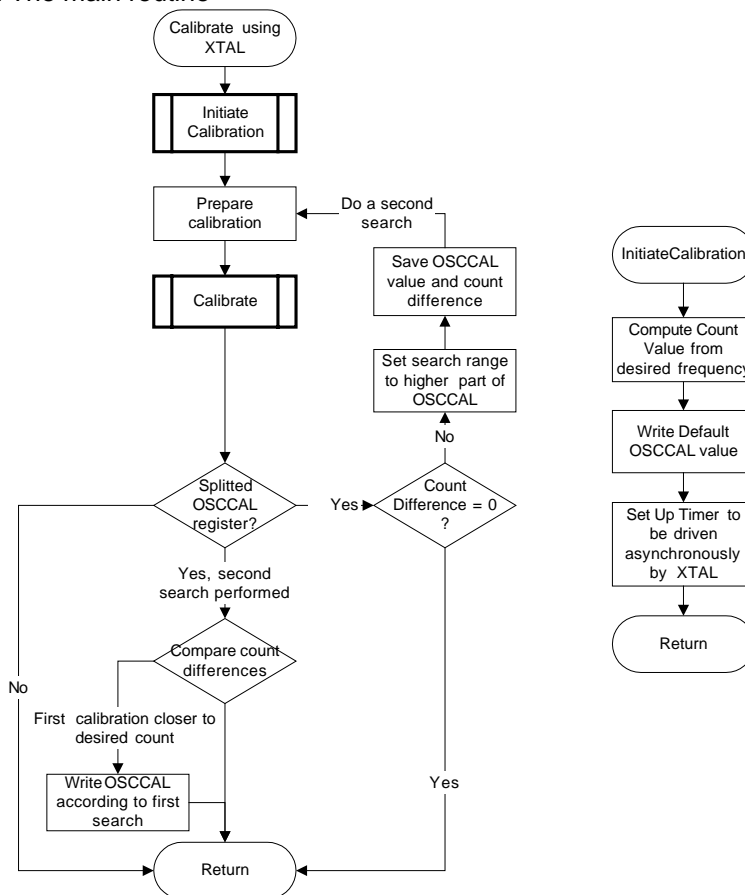 The main routine
Calibrate using
XTAL
Initiate
Calibration
Prepare
calibration
Do a second
search
Calibrate
Save OSCCAL
value and count
difference
Set search range
to higher part of
OSCCAL
No
Splitted
OSCCAL
register?
Yes
Count
Difference = 0
?
Yes, second
search performed
Compare count
differences
No
First calibration closer to
desired count
Write OSCCAL
according to first
search
Yes
Return
InitiateCalibration
Compute Count
Value from
desired frequency
Write Default
OSCCAL value
Set Up Timer to
be driven
asynchronously
by XTAL
Return